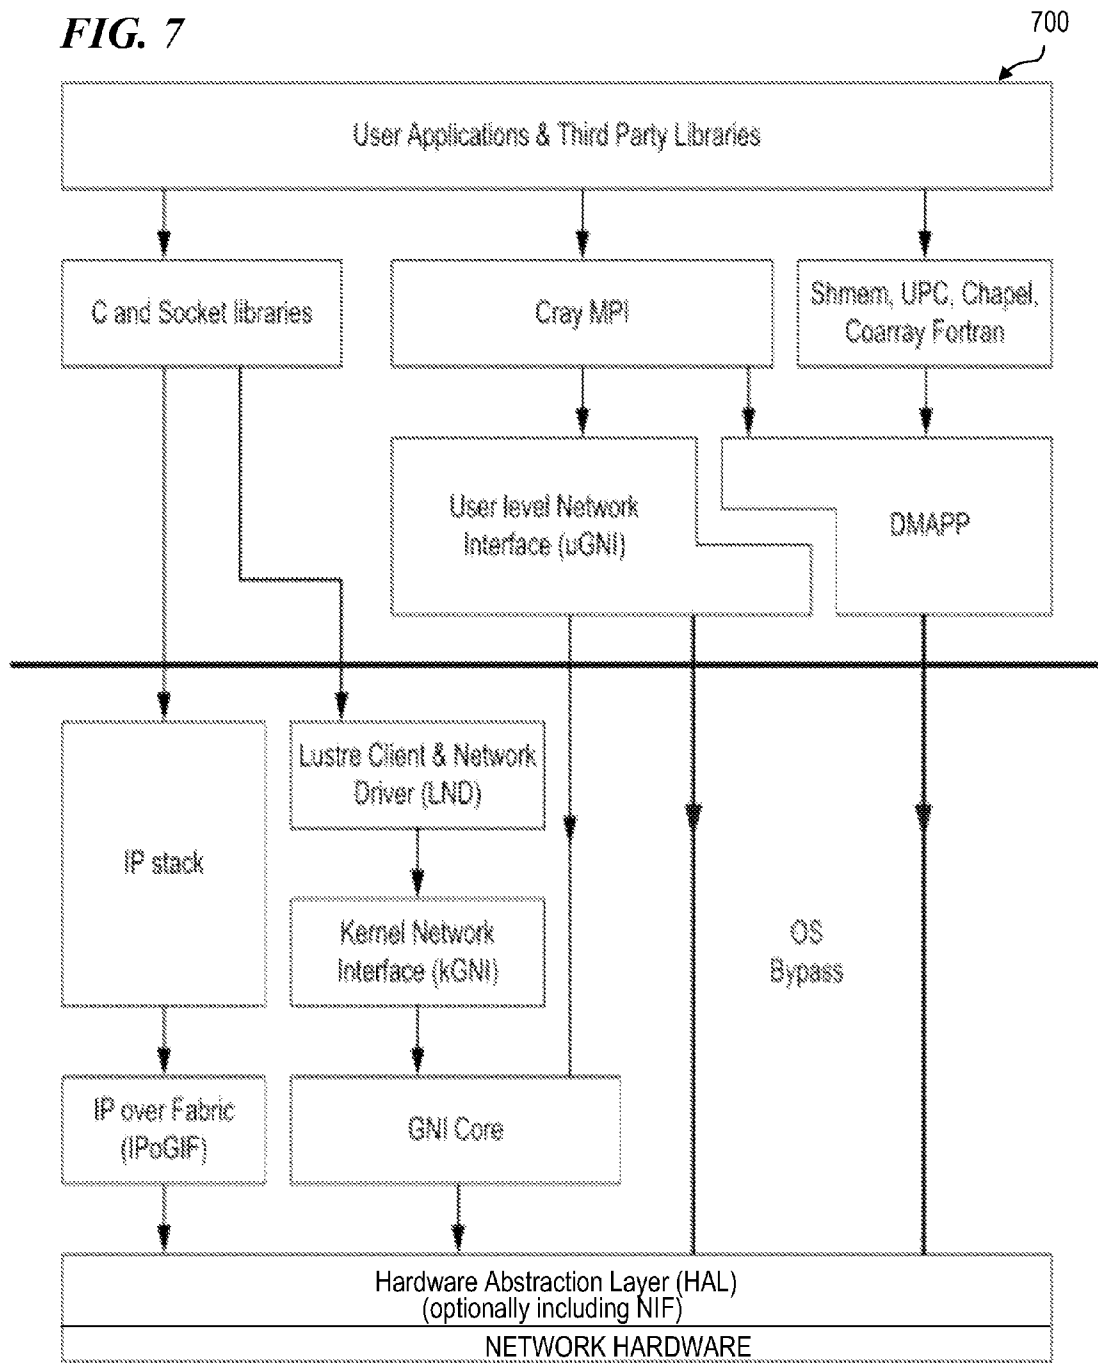 FIG. 7
700
User Applications & Third Party Libraries
C and Socket libraries
Cray MPI
Shmem, UPC, Chapel,
Coarray Fortran
User level Network
Interface (uGNI)
DMAPP
Lustre Client & Network
Driver (LND)
IP stack
Kernel Network
Interface (kGNI)
OS
Bypass
IP over Fabric
(IPoGIF)
GNI Core
Hardware Abstraction Layer (HAL)
(optionally including NIF)
NETWORK HARDWARE